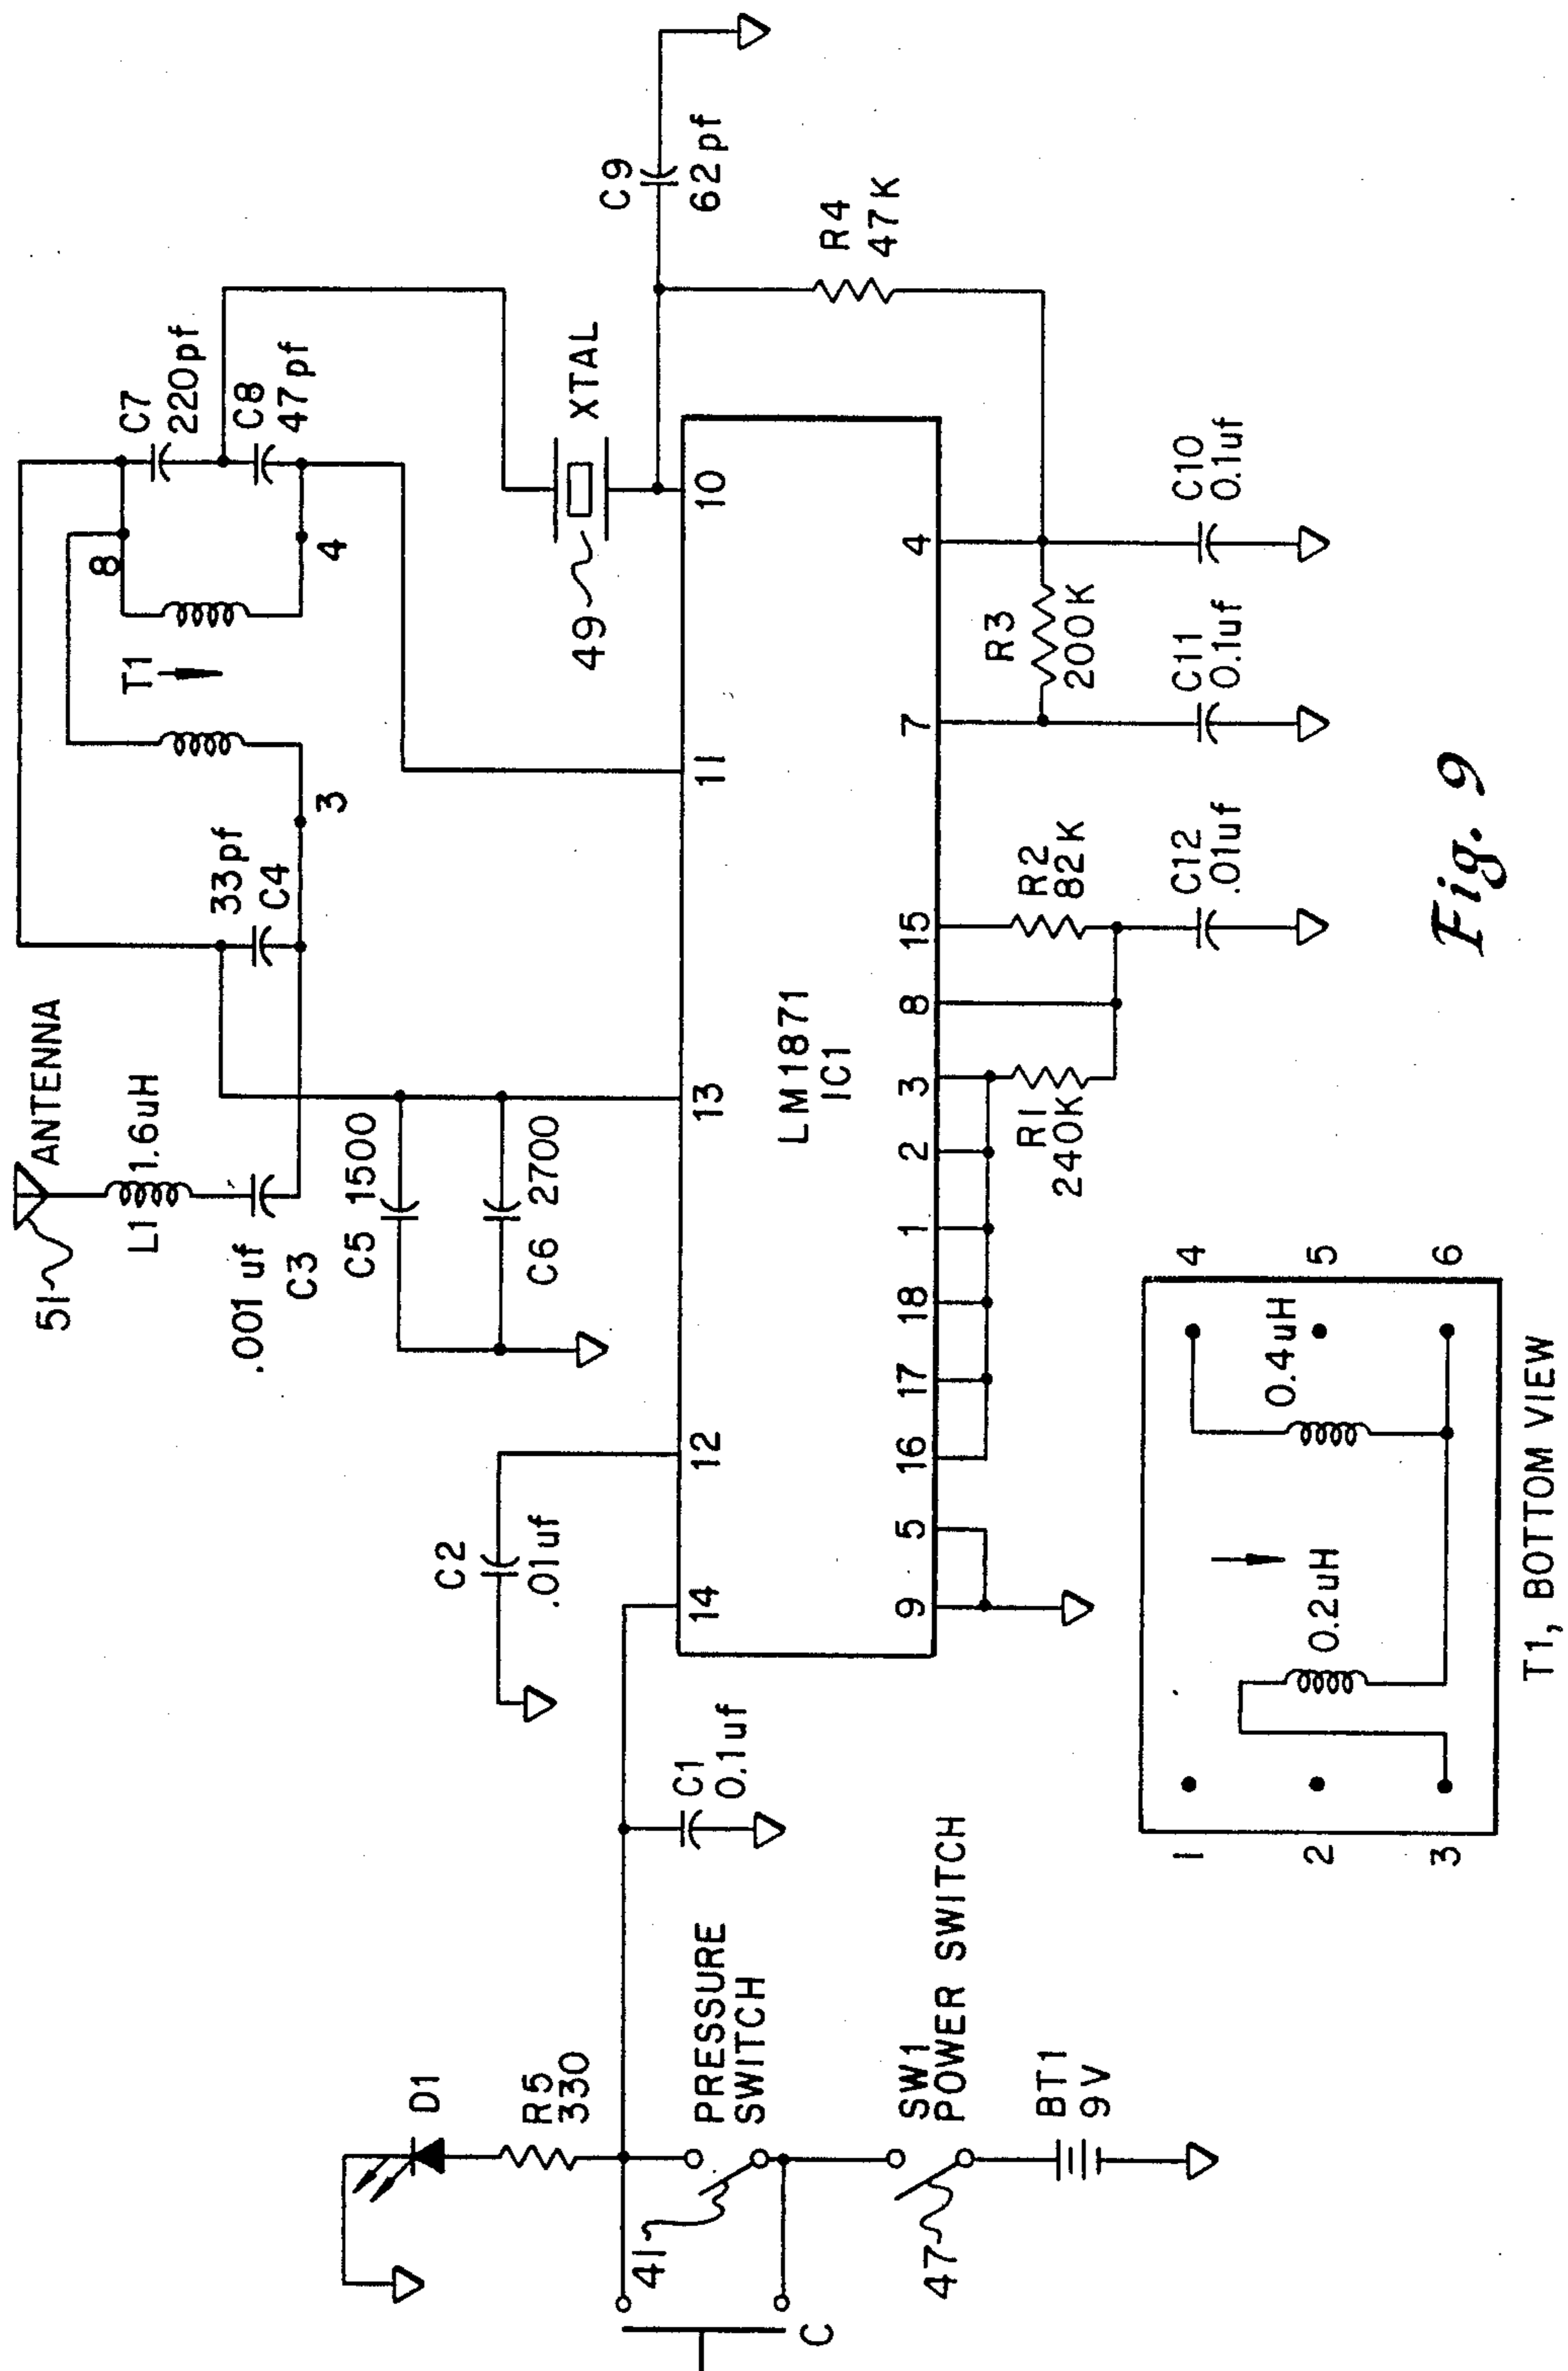 ANTENNA
51
L1
1.6uH
.001 uf
C3
33pf
C4
3
T1
8
4
C7
220pf
C8
47pf
C5 1500
C6 2700
C9
62pf
XTAL
49
R4
47K
C2
.01uf
14
12
13
11
10
LM1871
IC1
9
5
16
17
18
1
2
3
8
15
7
4
D1
R5
330
C1
0.1uf
41
PRESSURE
SWITCH
C
SW1
POWER SWITCH
47
BT1
9V
R1
240K
R2
82K
C12
.01uf
R3
200K
C11
0.1uf
C10
0.1uf
1
2
3
4
5
6
0.2uH
0.4uH
T1, BOTTOM VIEW
Fig. 9